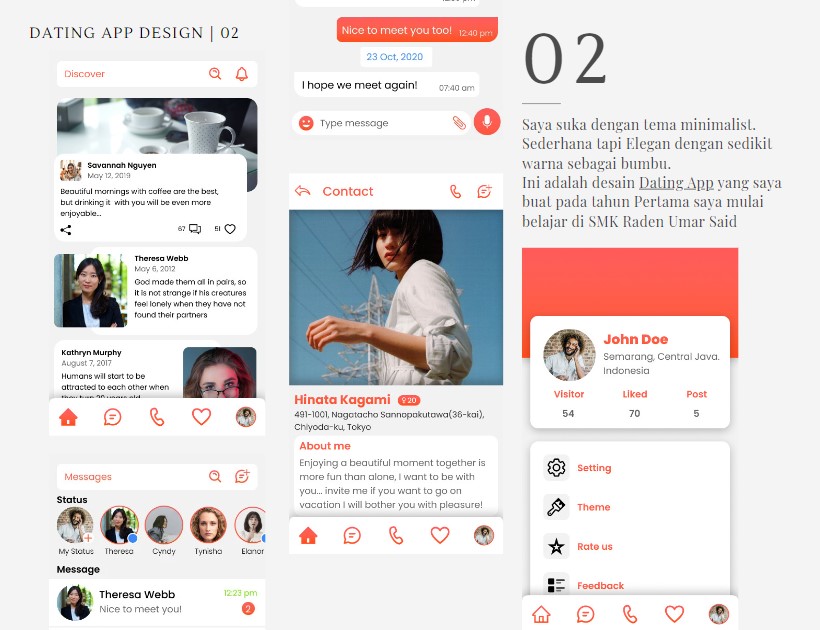 DATING APP DESIGN | 02
Discover
Savannah Nguyen
May 12, 2019
Beautiful mornings with coffee are the best,
but drinking it with you will be even more
enjoyable...
67
51
Theresa Webb
May 6, 2012
God made them all in pairs, so
it is not strange if his creatures
feel lonely when they have not
found their partners
Kathryn Murphy
August 7, 2017
Humans will start to be
attracted to each other when
Messages
Status
My Status
Theresa
Cyndy
Tynisha
Elanor
Message
Theresa Webb
12:23 pm
Nice to meet you!
2
Nice to meet you too!
12:40 pm
23 Oct, 2020
I hope we meet again!
07:40 am
Type message
Contact
Hinata Kagami
20
491-1001, Nagatacho Sannopakutawa(36-kai),
Chiyoda-ku, Tokyo
About me
Enjoying a beautiful moment together is
more fun than alone, I want to be with
you... invite me if you want to go on
vacation I will bother you with pleasure!
02
Saya suka dengan tema minimalist.
Sederhana tapi Elegan dengan sedikit
warna sebagai bumbu.
Ini adalah desain Dating App yang saya
buat pada tahun Pertama saya mulai
belajar di SMK Raden Umar Said
John Doe
Semarang, Central Java.
Indonesia
Visitor
Liked
Post
54
70
5
Setting
Theme
Rate us
Feedback